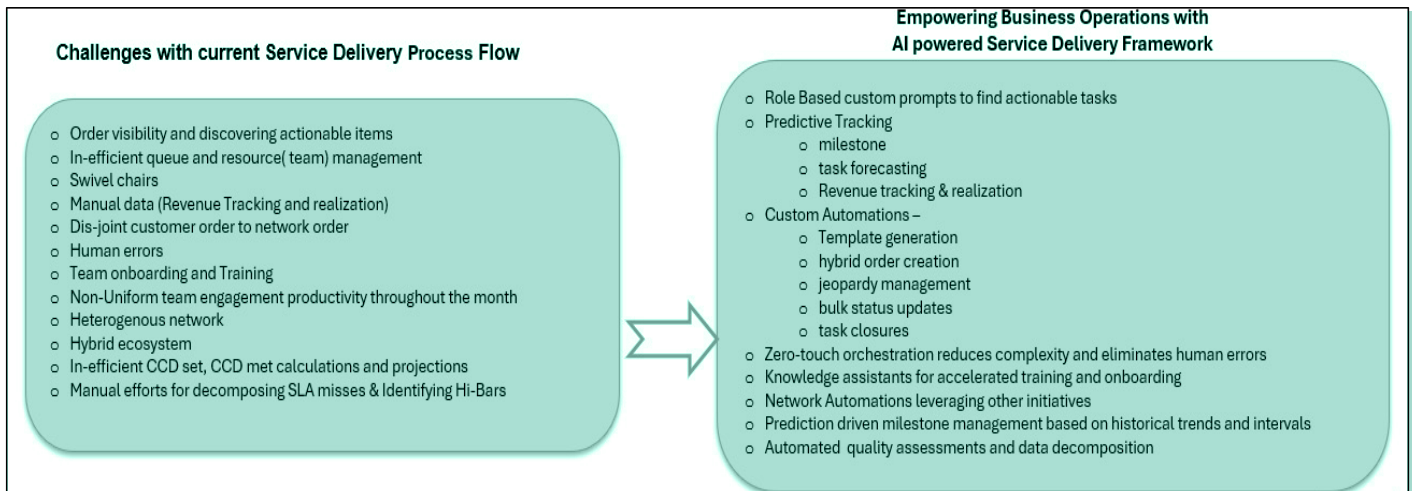 Challenges with current Service Delivery Process Flow
o Order visibility and discovering actionable items
o In-efficient queue and resource( team) management
o Swivel chairs
o Manual data (Revenue Tracking and realization)
o Dis-joint customer order to network order
o Human errors
o Team onboarding and Training
o Non-Uniform team engagement productivity throughout the month
o Heterogenous network
o Hybrid ecosystem
o In-efficient CCD set, CCD met calculations and projections
o Manual efforts for decomposing SLA misses & Identifying Hi-Bars
Empowering Business Operations with
AI powered Service Delivery Framework
o Role Based custom prompts to find actionable tasks
o Predictive Tracking
o milestone
o task forecasting
o Revenue tracking & realization
o Custom Automations –
o Template generation
o hybrid order creation
o jeopardy management
o bulk status updates
o task closures
o Zero-touch orchestration reduces complexity and eliminates human errors
o Knowledge assistants for accelerated training and onboarding
o Network Automations leveraging other initiatives
o Prediction driven milestone management based on historical trends and intervals
o Automated quality assessments and data decomposition